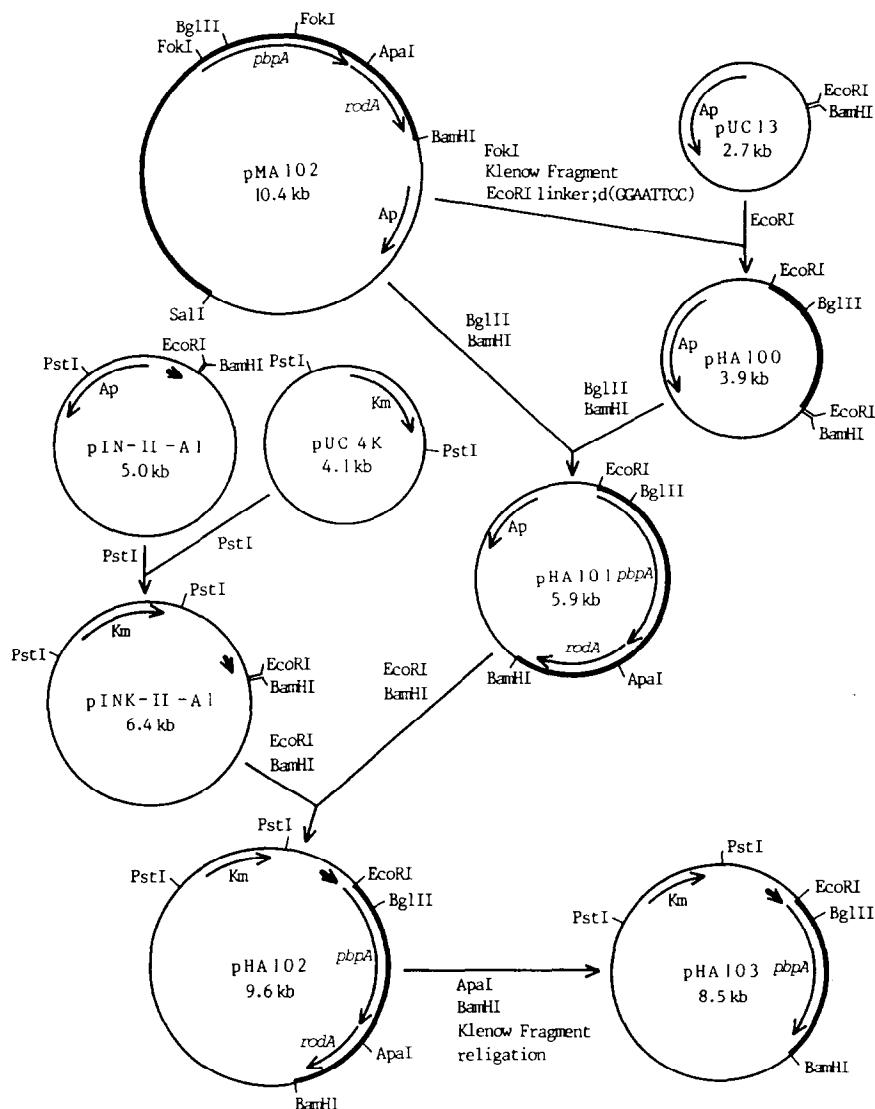 FokI
BglII
FokI
pbpA
ApaI
rodA
BamHI
pMA102
10.4 kb
Ap
SalI
Ap
EcoRI
BamHI
pUC13
2.7 kb
FokI
Klenow Fragment
EcoRI linker;d(GGAATTCC)
EcoRI
EcoRI
BglII
Ap
pHA100
3.9 kb
EcoRI
BamHI
BglII
BamHI
BglII
BamHI
PstI
EcoRI
BamHI
Ap
pIN-II-A1
5.0 kb
PstI
Km
pUC4K
4.1 kb
PstI
PstI
PstI
EcoRI
BglII
Ap
pHA101
pbpA
5.9 kb
rodA
BamHI
ApaI
PstI
Km
PstI
EcoRI
BamHI
pINK-II-A1
6.4 kb
EcoRI
BamHI
EcoRI
BamHI
PstI
PstI
Km
EcoRI
BglII
pbpA
pHA102
9.6 kb
rodA
ApaI
BamHI
ApaI
BamHI
Klenow Fragment
religation
PstI
PstI
Km
EcoRI
BglII
pHA103
pbpA
8.5 kb
BamHI